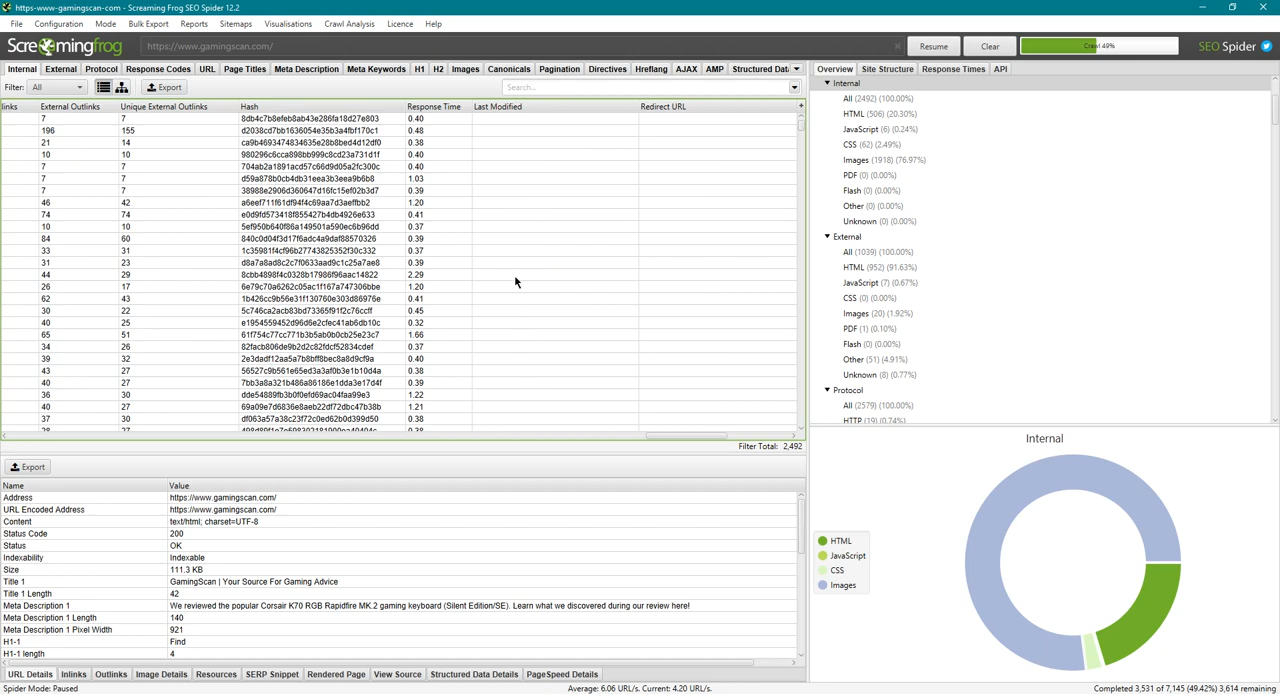 https-www-gamingscan-com - Screaming Frog SEO Spider 12.2
File Configuration Mode Bulk Export Reports Sitemaps Visualisations Crawl Analysis Licence Help
Screamingfrog https://www.gamingscan.com/ Resume Clear Crawl 49% SEO Spider
Internal External Protocol Response Codes URL Page Titles Meta Description Meta Keywords H1 H2 Images Canonicals Pagination Directives Hreflang AJAX AMP Structured Data
Filter: All Export Search...
links External Outlinks Unique External Outlinks Hash Response Time Last Modified Redirect URL
7 7 8db4c7b8efeb8ab43e286fa18d27e803 0.40
196 155 d2038cd7bb1636054e35b3a4fbf170c1 0.48
21 14 ca9b4693474834635e28b8bed4d12df0 0.38
10 10 980296c6cca898bb999c8cd23a731d1f 0.40
7 7 704ab2a1891acd57c66d9d05a2fc300c 0.40
7 7 d59a878b0cb4db31eea3b3eea9b6b8 1.03
7 7 38988e2906d360647d16fc15ef02b3d7 0.39
46 42 a6eef711f61df94f4c69aa7d3aeffbb2 1.20
74 74 e0d9fd573418f855427b4db4926e633 0.41
10 10 5ef950b640f86a149501a590ec6b96dd 0.37
84 60 840c0d04f3d17f6adc4a9daf88570326 0.39
33 31 1c35981f4cf96b27743825352f30c332 0.37
31 23 d8a7a8ad8c2c7f0633aad9c1c25a7ae8 0.39
44 29 8cbb4898f4c0328b17986f96aac14822 2.29
26 17 6e79c70a6262c05ac1f167a747306bbe 1.20
62 43 1b426cc9b56e31f130760e303d86976e 0.41
30 22 5c746ca2acb83bd73365f91f2c76ccff 0.45
40 25 e1954559452d96d6e2cfec41ab6db10c 0.32
65 51 61f754c77cc771b3b5ab0b0cb25e23c7 1.66
34 26 82facb806de9b2d2c82fdcf52834cdef 0.37
39 32 2e3dadf12aa5a7b8bff8bec8a8d9cf9a 0.40
43 27 56527c9b561e65ed3a3af0b3e1b10d4a 0.38
40 27 7bb3a8a321b486a86186e1dda3e17d4f 0.39
36 30 dde54889fb3b0f0efd69ac04faa99e3 1.22
40 27 69a09e7d6836e8aeb22df72dbc47b38b 1.21
37 30 df063a57a38c23f72c0ed62b0d399d50 0.38
28 27 0.38
Filter Total: 2,492
Export
Name Value
Address https://www.gamingscan.com/
URL Encoded Address https://www.gamingscan.com/
Content text/html; charset=UTF-8
Status Code 200
Status OK
Indexability Indexable
Size 111.3 KB
Title 1 GamingScan | Your Source For Gaming Advice
Title 1 Length 42
Meta Description 1 We reviewed the popular Corsair K70 RGB Rapidfire MK.2 gaming keyboard (Silent Edition/SE). Learn what we discovered during our review here!
Meta Description 1 Length 140
Meta Description 1 Pixel Width 921
H1-1 Find
H1-1 length 4
URL Details Inlinks Outlinks Image Details Resources SERP Snippet Rendered Page View Source Structured Data Details PageSpeed Details
Overview Site Structure Response Times API
Internal
All (2492) (100.00%)
HTML (506) (20.30%)
JavaScript (6) (0.24%)
CSS (62) (2.49%)
Images (1918) (76.97%)
PDF (0) (0.00%)
Flash (0) (0.00%)
Other (0) (0.00%)
Unknown (0) (0.00%)
External
All (1039) (100.00%)
HTML (952) (91.63%)
JavaScript (7) (0.67%)
CSS (0) (0.00%)
Images (20) (1.92%)
PDF (1) (0.10%)
Flash (0) (0.00%)
Other (51) (4.91%)
Unknown (8) (0.77%)
Protocol
All (2579) (100.00%)
HTTP (19) (0.74%)
Internal
HTML
JavaScript
CSS
Images
Spider Mode: Paused Average: 6.06 URL/s. Current: 4.20 URL/s. Completed 3,531 of 7,145 (49.42%) 3,614 remaining